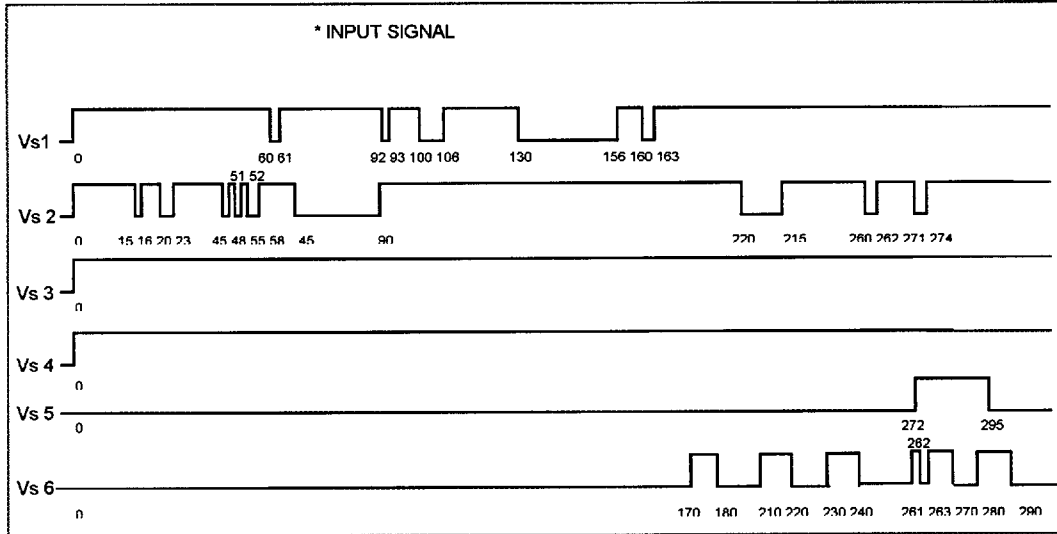 * INPUT SIGNAL
Vs1
0 60 61 92 93 100 106 130 156 160 163
51 52
Vs 2
0 15 16 20 23 45 48 55 58 45 90 220 215 260 262 271 274
Vs 3
0
Vs 4
0
Vs 5
0 272 295
262
Vs 6
0 170 180 210 220 230 240 261 263 270 280 290